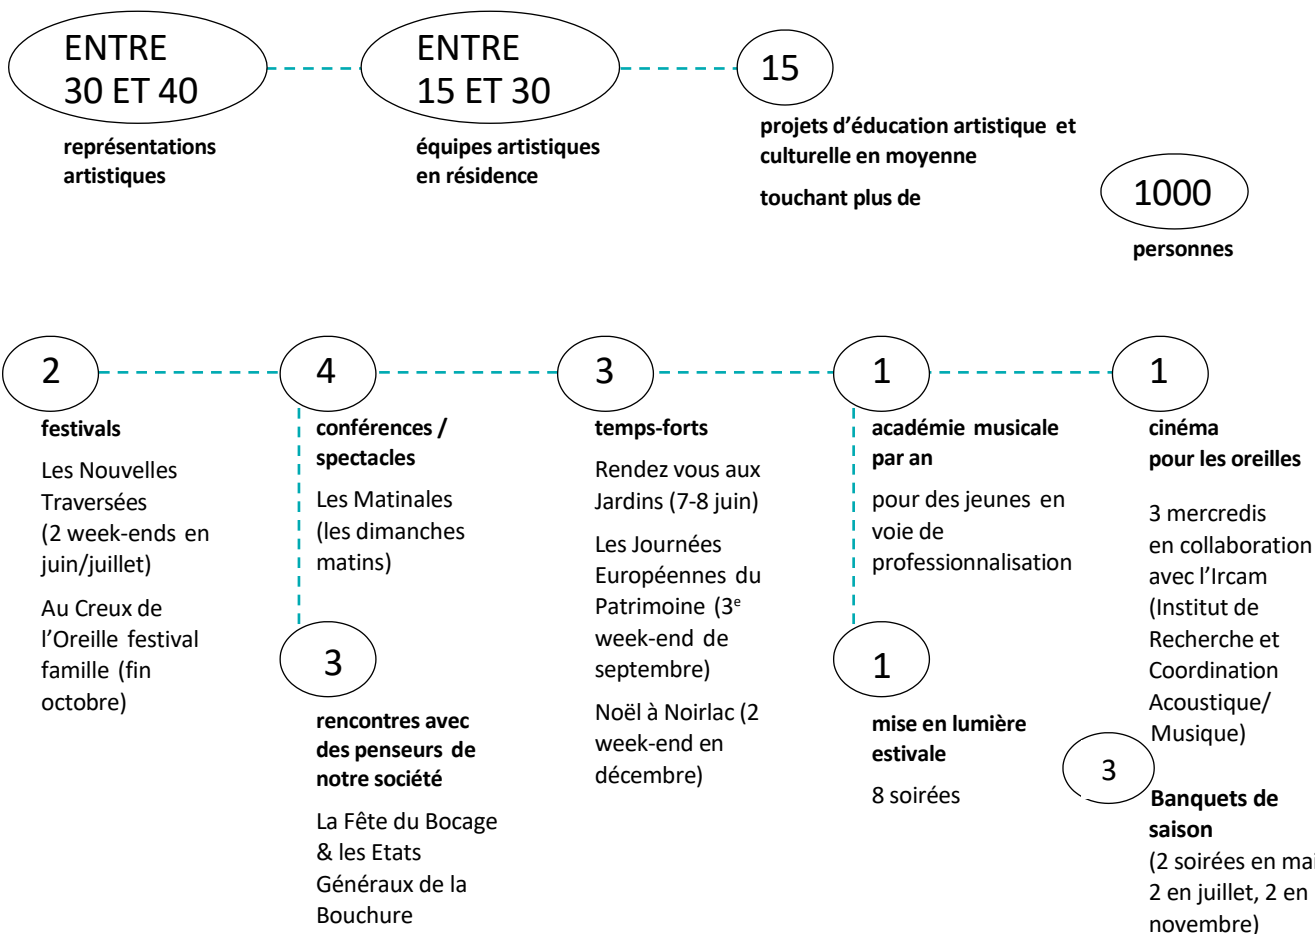 ENTRE
30 ET 40
représentations
artistiques
ENTRE
15 ET 30
équipes artistiques
en résidence
15
projets d'éducation artistique et
culturelle en moyenne
touchant plus de
1000
personnes
2
festivals
Les Nouvelles
Traversées
(2 week-ends en
juin/juillet)
Au Creux de
l'Oreille festival
famille (fin
octobre)
4
conférences /
spectacles
Les Matinales
(les dimanches
matins)
3
rencontres avec
des penseurs de
notre société
La Fête du Bocage
& les Etats
Généraux de la
Bouchure
3
temps-forts
Rendez vous aux
Jardins (7-8 juin)
Les Journées
Européennes du
Patrimoine (3e
week-end de
septembre)
Noël à Noirlac (2
week-end en
décembre)
1
académie musicale
par an
pour des jeunes en
voie de
professionnalisation
1
mise en lumière
estivale
8 soirées
1
cinéma
pour les oreilles
3 mercredis
en collaboration
avec l'Ircam
(Institut de
Recherche et
Coordination
Acoustique/
Musique)
3
Banquets de
saison
(2 soirées en mai
2 en juillet, 2 en
novembre)